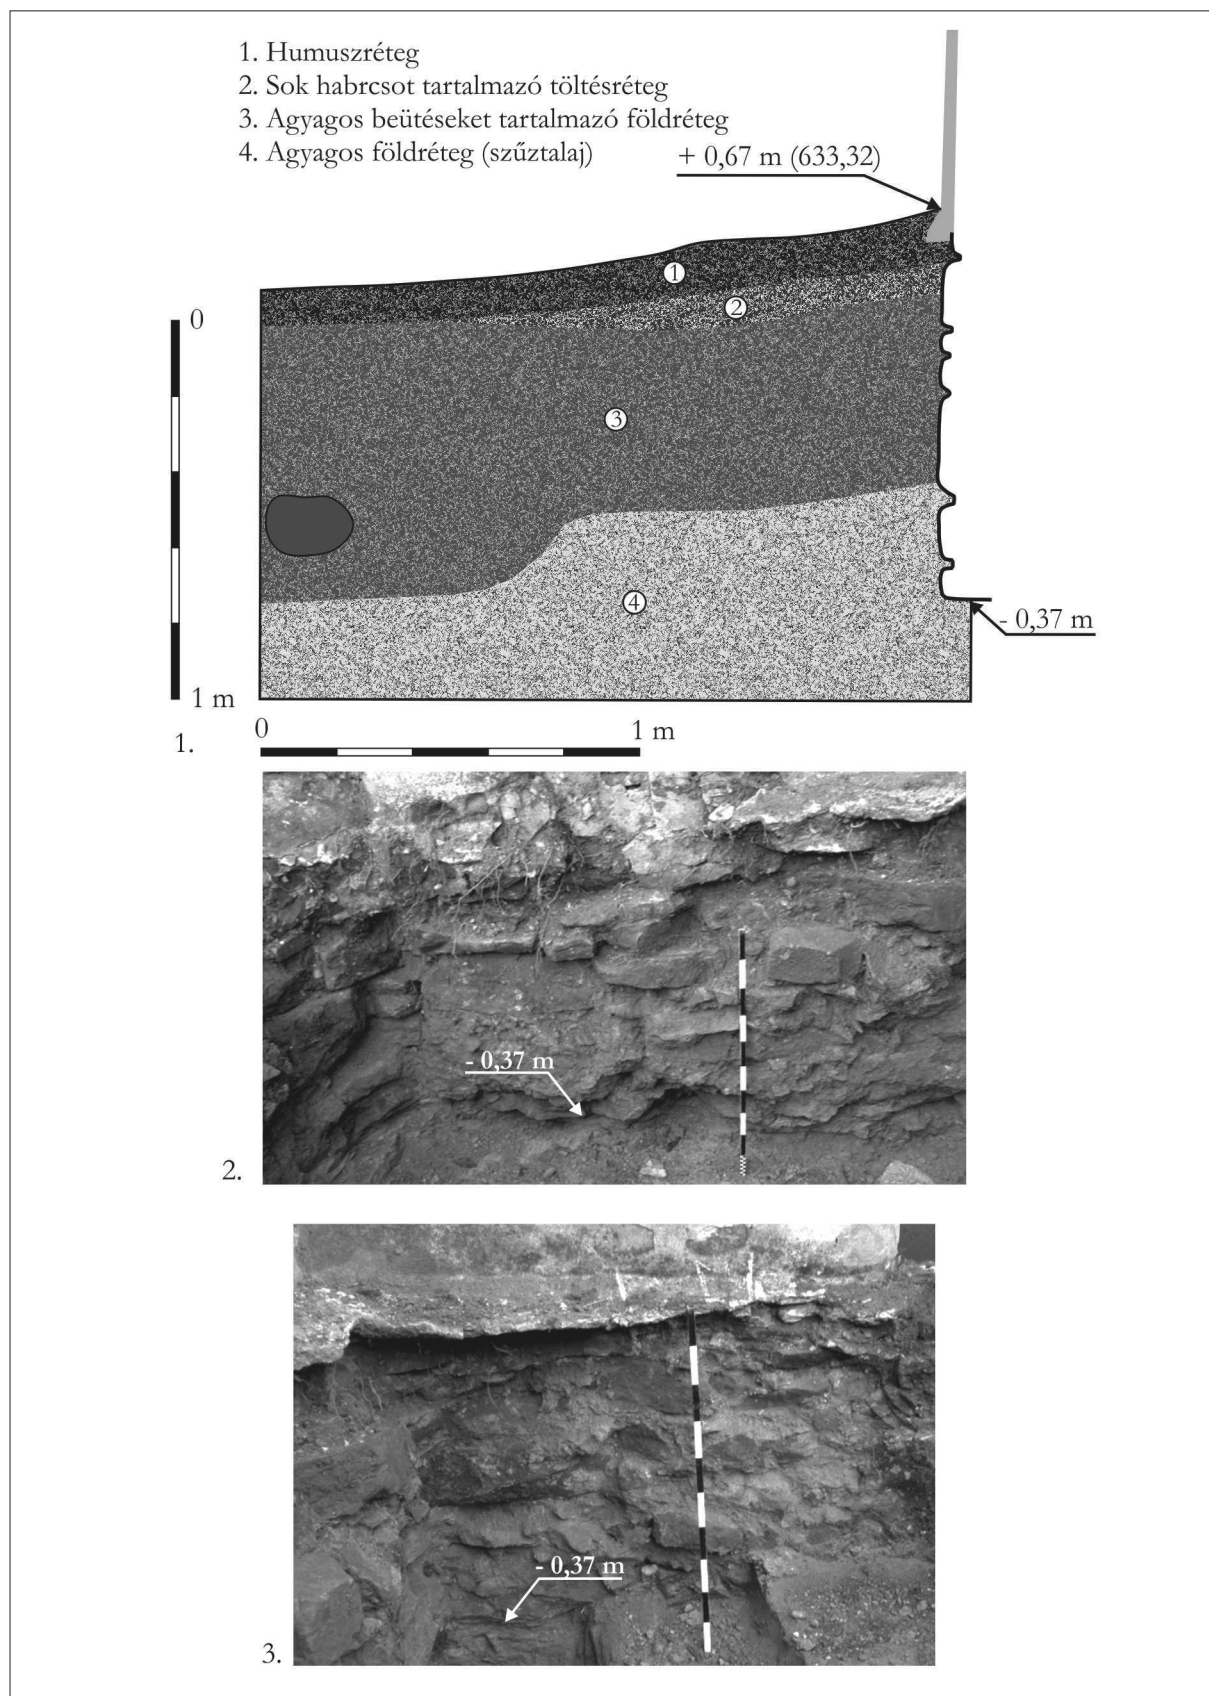 1. Humuszréteg
2. Sok habrcsot tartalmazó töltésréteg
3. Agyagos beütéseket tartalmazó földréteg
4. Agyagos földréteg (szűztalaj)
+ 0,67 m (633,32)
1
2
0
3
4
- 0,37 m
1 m
0
1 m
1.
- 0,37 m
2.
- 0,37 m
3.